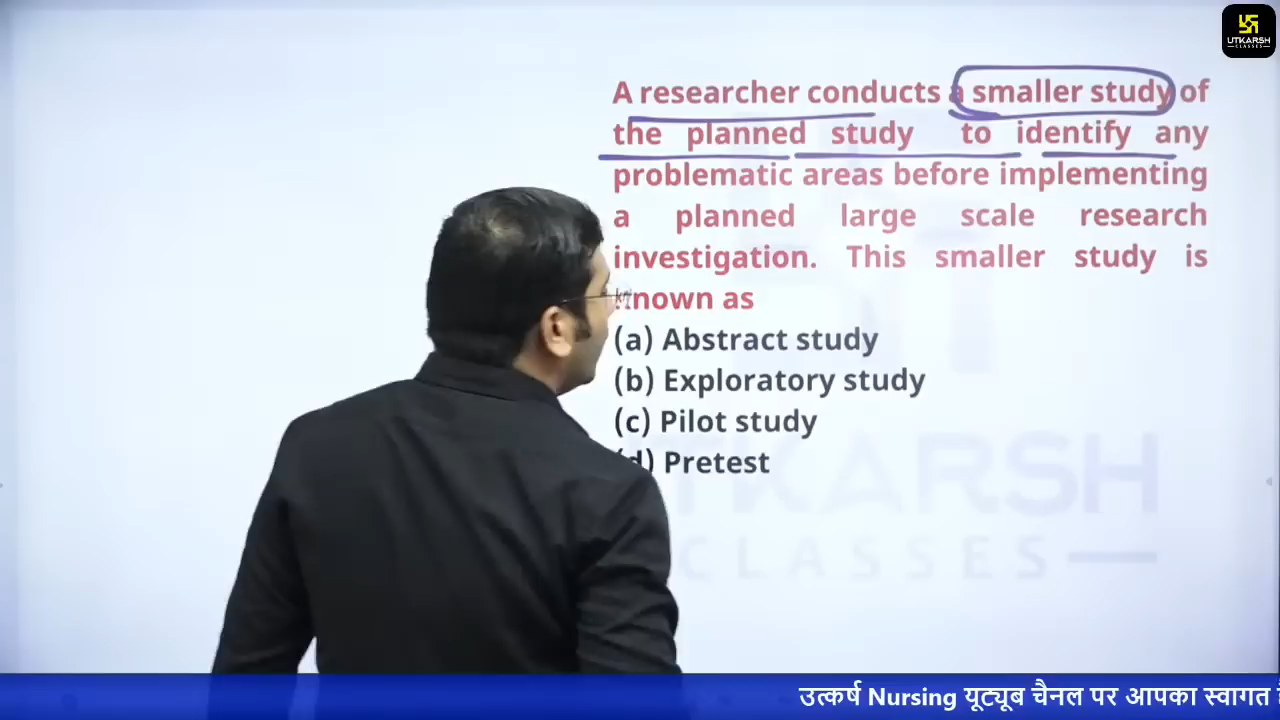 UTKARSH
CLASSES
A researcher conducts a smaller study of
the planned study to identify any
problematic areas before implementing
a planned large scale research
investigation. This smaller study is
known as
(a) Abstract study
(b) Exploratory study
(c) Pilot study
(d) Pretest
UTKARSH
CLASSES
उत्कर्ष Nursing यूट्यूब चैनल पर आपका स्वागत